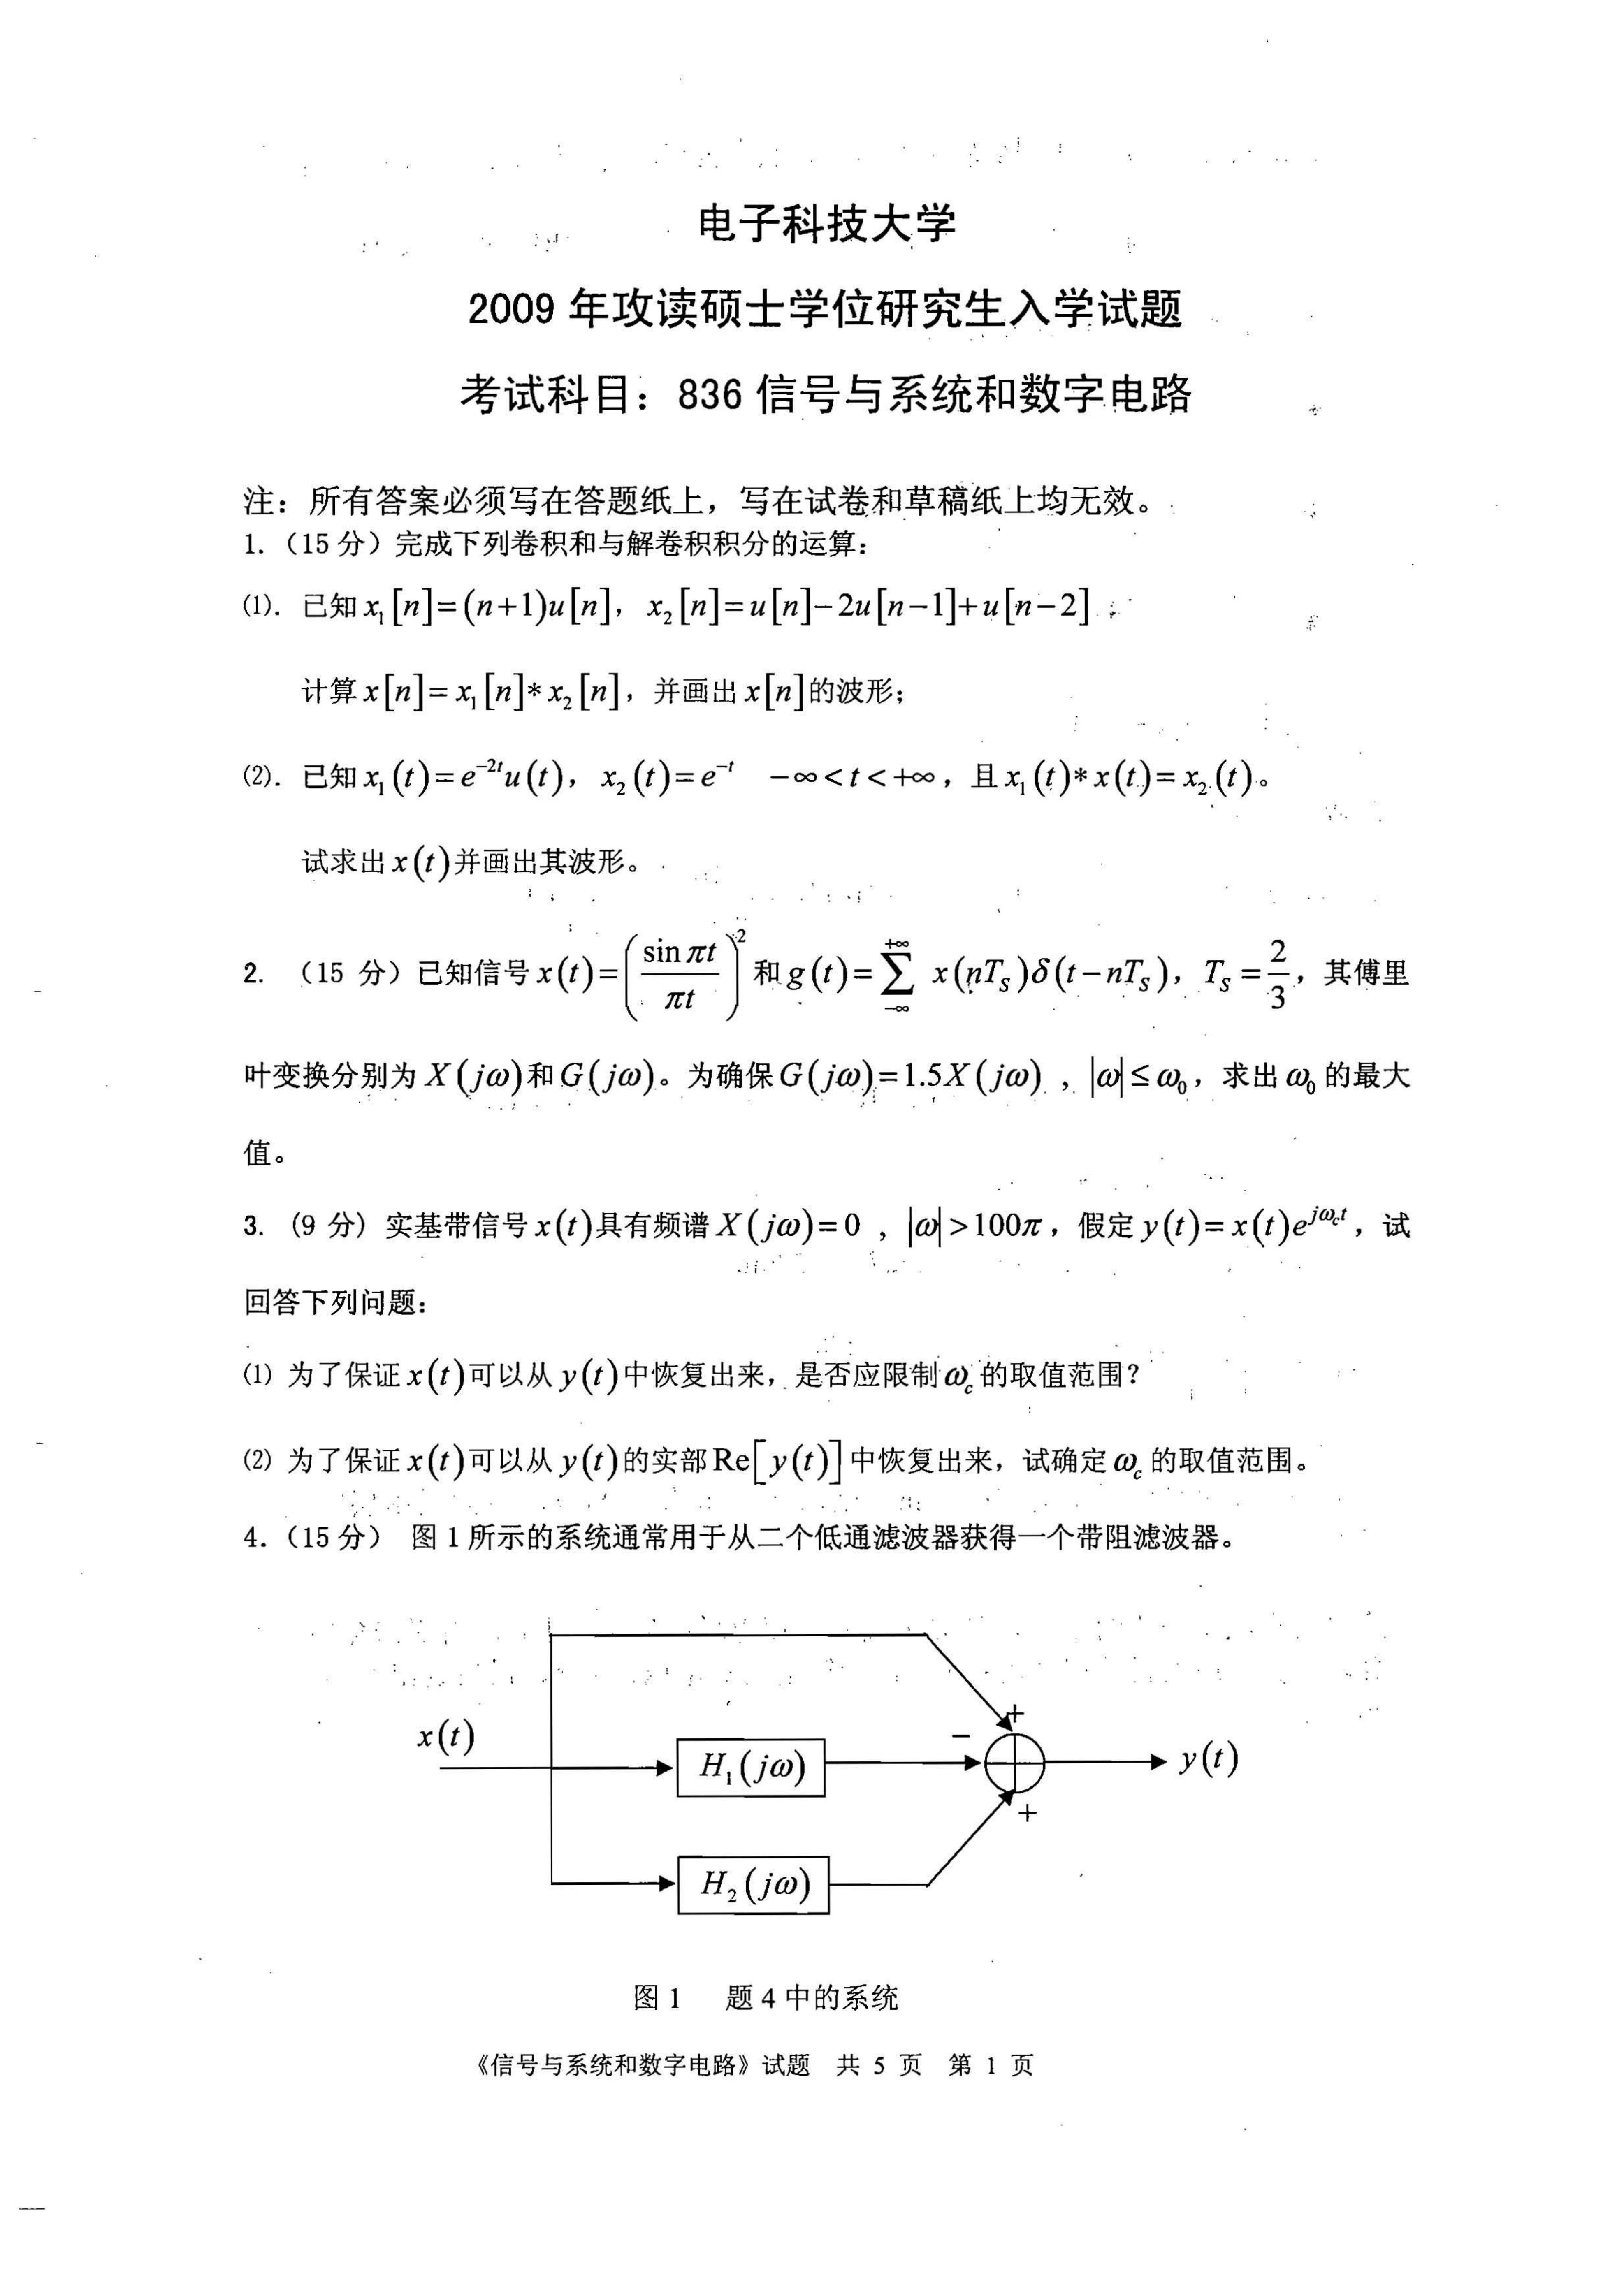 电子科技大学
2009 年攻读硕士学位研究生入学试题
考试科目：836 信号与系统和数字电路
注：所有答案必须写在答题纸上，写在试卷和草稿纸上均无效。
1.（15 分）完成下列卷积和与解卷积积分的运算：
⑴．已知 x₁[n]=(n+1)u[n]，x₂[n]=u[n]−2u[n−1]+u[n−2]
计算 x[n]=x₁[n]*x₂[n]，并画出 x[n]的波形；
⑵．已知 x₁(t)=e^{-2t}u(t)，x₂(t)=e^{-t} −∞<t<+∞，且 x₁(t)*x(t)=x₂(t)。
试求出 x(t)并画出其波形。
2. （15 分）已知信号 x(t)=(sin πt / πt)² 和 g(t)=∑_{−∞}^{+∞} x(nT_S)δ(t−nT_S)，T_S=2/3，其傅里
叶变换分别为 X(jω)和 G(jω)。为确保 G(jω)=1.5X(jω)，|ω|≤ω₀，求出 ω₀ 的最大
值。
3. (9 分) 实基带信号 x(t)具有频谱 X(jω)=0，|ω|>100π，假定 y(t)=x(t)e^{jω_c t}，试
回答下列问题：
⑴ 为了保证 x(t)可以从 y(t)中恢复出来，是否应限制 ω_c 的取值范围？
⑵ 为了保证 x(t)可以从 y(t)的实部 Re[y(t)]中恢复出来，试确定 ω_c 的取值范围。
4.（15 分） 图 1 所示的系统通常用于从二个低通滤波器获得一个带阻滤波器。
+
x(t)
−
H₁(jω)
y(t)
+
H₂(jω)
图 1 题 4 中的系统
《信号与系统和数字电路》试题 共 5 页 第 1 页